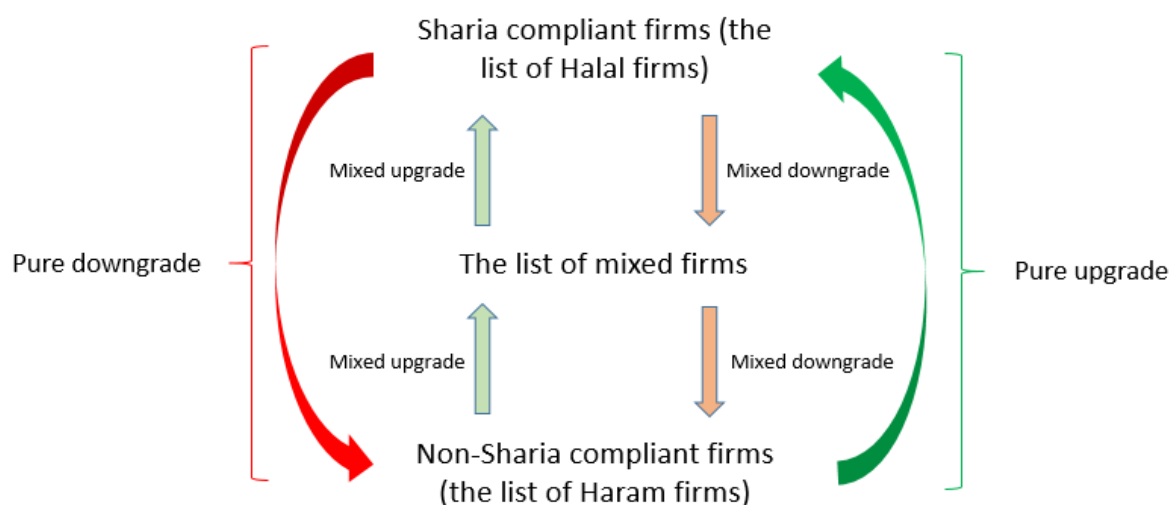 Sharia compliant firms (the
list of Halal firms)
Mixed upgrade
Mixed downgrade
Pure downgrade
The list of mixed firms
Pure upgrade
Mixed upgrade
Mixed downgrade
Non-Sharia compliant firms
(the list of Haram firms)